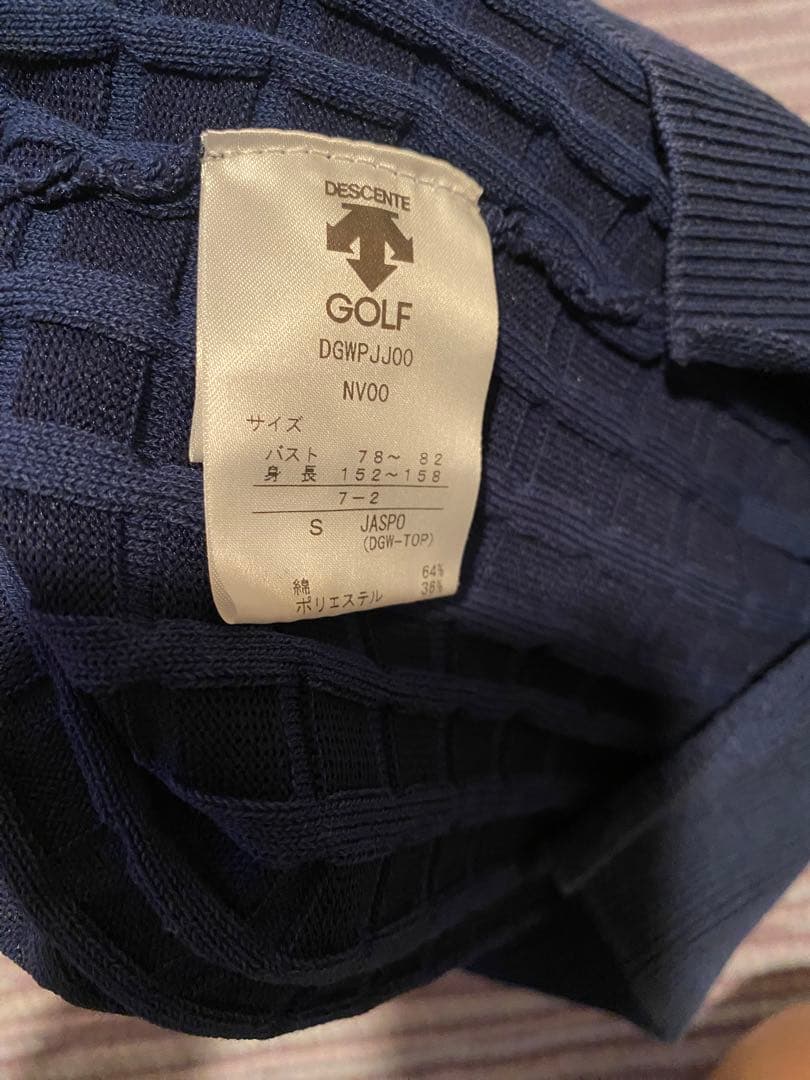 DESCENTE
GOLF
DGWPJJ00
NV00
サイズ
バスト 78～ 82
身 長 152～158
7-2
S JASPO
(DGW-TOP)
綿 64%
ポリエステル 36%